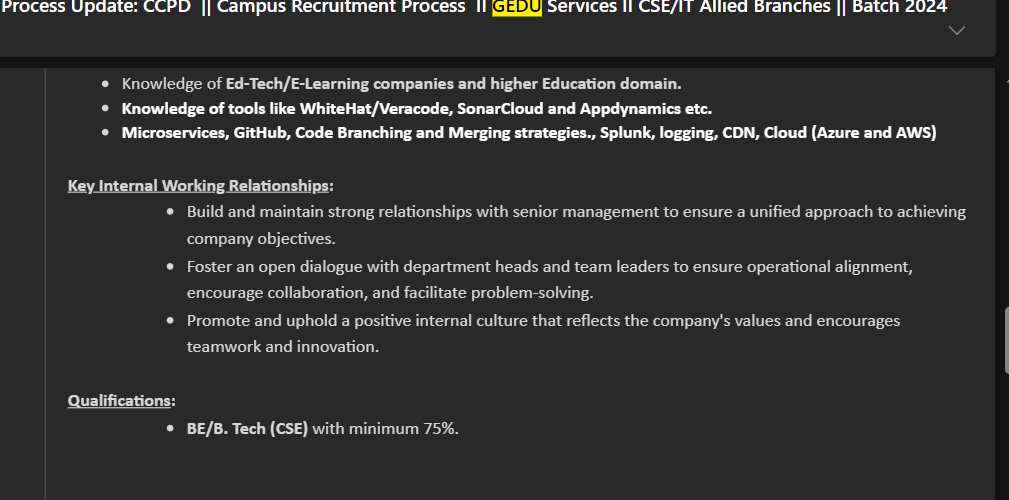 Process Update: CCPD || Campus Recruitment Process II GEDU Services II CSE/IT Allied Branches || Batch 2024
• Knowledge of Ed-Tech/E-Learning companies and higher Education domain.
• Knowledge of tools like WhiteHat/Veracode, SonarCloud and Appdynamics etc.
• Microservices, GitHub, Code Branching and Merging strategies., Splunk, logging, CDN, Cloud (Azure and AWS)
Key Internal Working Relationships:
• Build and maintain strong relationships with senior management to ensure a unified approach to achieving
company objectives.
• Foster an open dialogue with department heads and team leaders to ensure operational alignment,
encourage collaboration, and facilitate problem-solving.
• Promote and uphold a positive internal culture that reflects the company's values and encourages
teamwork and innovation.
Qualifications:
• BE/B. Tech (CSE) with minimum 75%.